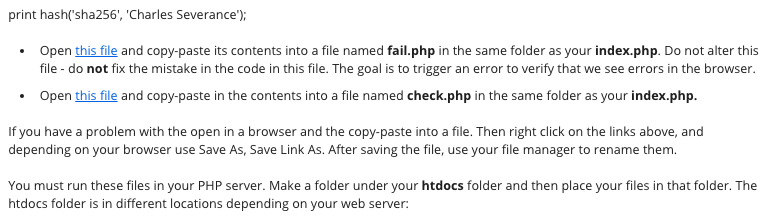 print hash('sha256', 'Charles Severance');
• Open this file and copy-paste its contents into a file named fail.php in the same folder as your index.php. Do not alter this
file - do not fix the mistake in the code in this file. The goal is to trigger an error to verify that we see errors in the browser.
• Open this file and copy-paste in the contents into a file named check.php in the same folder as your index.php.
If you have a problem with the open in a browser and the copy-paste into a file. Then right click on the links above, and
depending on your browser use Save As, Save Link As. After saving the file, use your file manager to rename them.
You must run these files in your PHP server. Make a folder under your htdocs folder and then place your files in that folder. The
htdocs folder is in different locations depending on your web server: